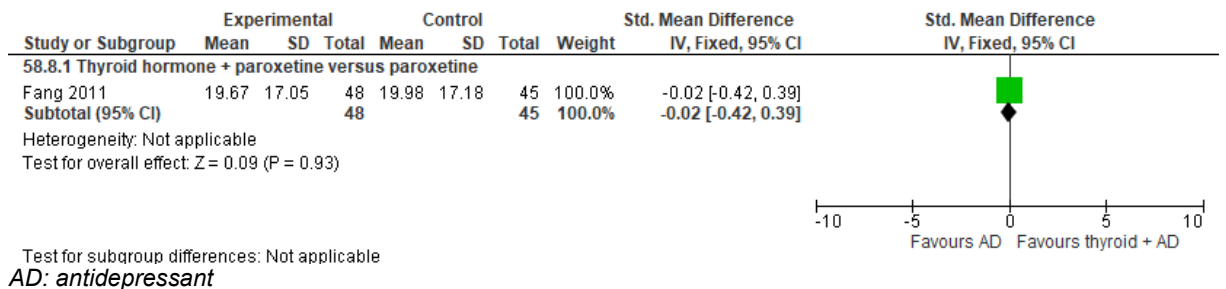 Experimental Control Std. Mean Difference Std. Mean Difference
Study or Subgroup Mean SD Total Mean SD Total Weight IV, Fixed, 95% CI IV, Fixed, 95% CI
58.8.1 Thyroid hormone + paroxetine versus paroxetine
Fang 2011 19.67 17.05 48 19.98 17.18 45 100.0% -0.02 [-0.42, 0.39]
Subtotal (95% CI) 48 45 100.0% -0.02 [-0.42, 0.39]
Heterogeneity: Not applicable
Test for overall effect: Z = 0.09 (P = 0.93)
-10 -5 0 5 10
Favours AD Favours thyroid + AD
Test for subgroup differences: Not applicable
AD: antidepressant